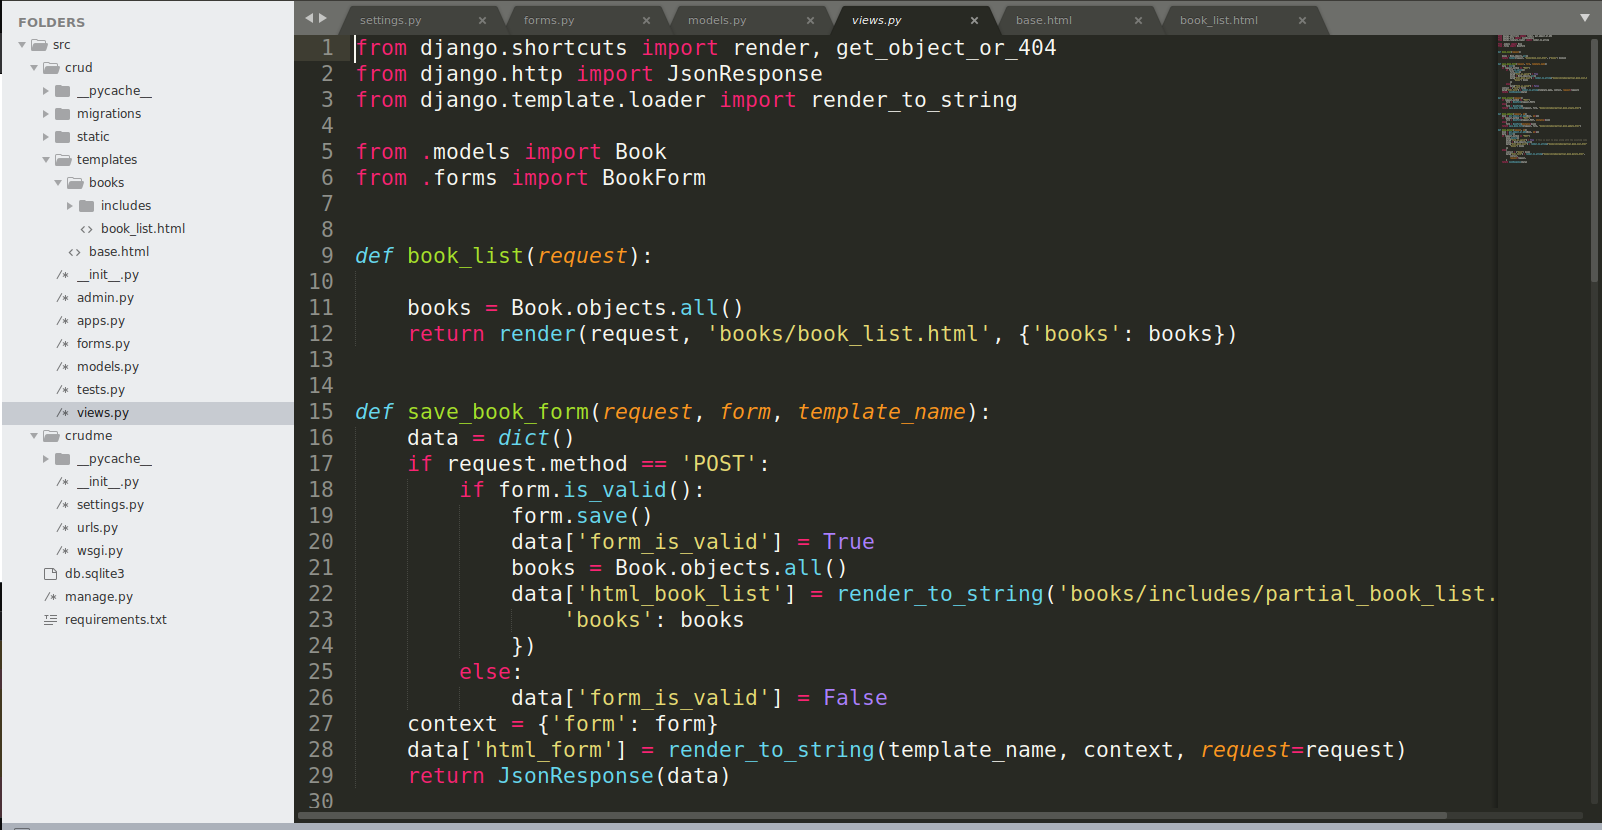 FOLDERS
src
crud
__pycache__
migrations
static
templates
books
includes
book_list.html
base.html
__init__.py
admin.py
apps.py
forms.py
models.py
tests.py
views.py
crudme
__pycache__
__init__.py
settings.py
urls.py
wsgi.py
db.sqlite3
manage.py
requirements.txt
settings.py × forms.py × models.py × views.py × base.html × book_list.html ×
1 from django.shortcuts import render, get_object_or_404
2 from django.http import JsonResponse
3 from django.template.loader import render_to_string
4
5 from .models import Book
6 from .forms import BookForm
7
8
9 def book_list(request):
10
11     books = Book.objects.all()
12     return render(request, 'books/book_list.html', {'books': books})
13
14
15 def save_book_form(request, form, template_name):
16     data = dict()
17     if request.method == 'POST':
18         if form.is_valid():
19             form.save()
20             data['form_is_valid'] = True
21             books = Book.objects.all()
22             data['html_book_list'] = render_to_string('books/includes/partial_book_list.
23                 'books': books
24             })
25         else:
26             data['form_is_valid'] = False
27     context = {'form': form}
28     data['html_form'] = render_to_string(template_name, context, request=request)
29     return JsonResponse(data)
30